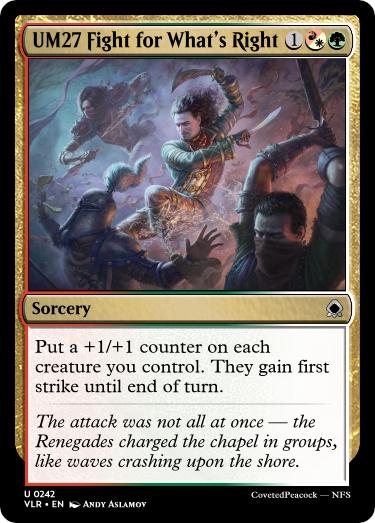 UM27 Fight for What's Right 1
Sorcery
Put a +1/+1 counter on each
creature you control. They gain first
strike until end of turn.
The attack was not all at once — the
Renegades charged the chapel in groups,
like waves crashing upon the shore.
U 0242
VLR • EN Andy Aslamov
CovetedPeacock — NFS